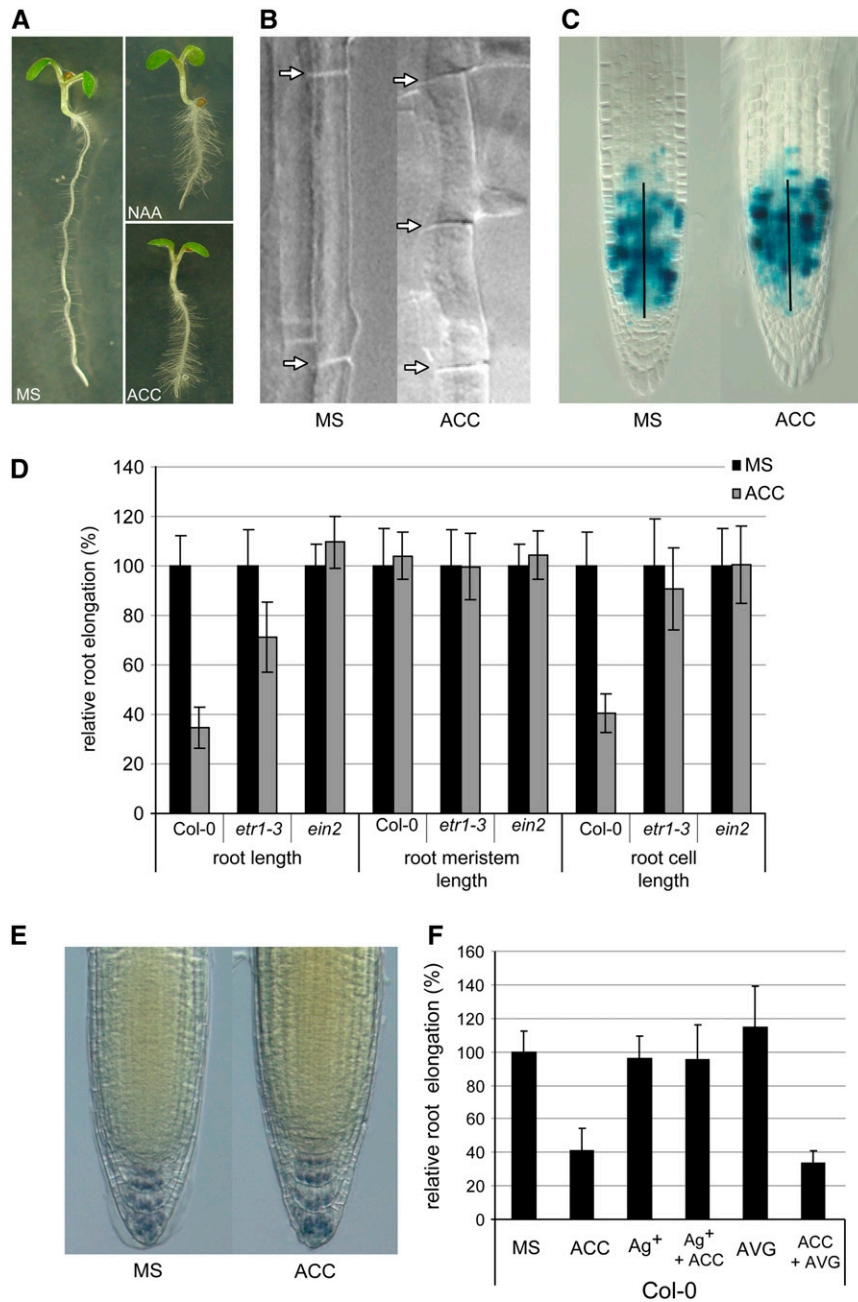 A
MS
NAA
ACC
B
MS ACC
C
MS ACC
D
relative root elongation (%)
140
120
100
80
60
40
20
0
MS
ACC
Col-0 etr1-3 ein2 Col-0 etr1-3 ein2 Col-0 etr1-3 ein2
root length root meristem length root cell length
E
MS ACC
F
relative root elongation (%)
160
140
120
100
80
60
40
20
0
MS ACC Ag+ Ag+ + ACC AVG ACC + AVG
Col-0